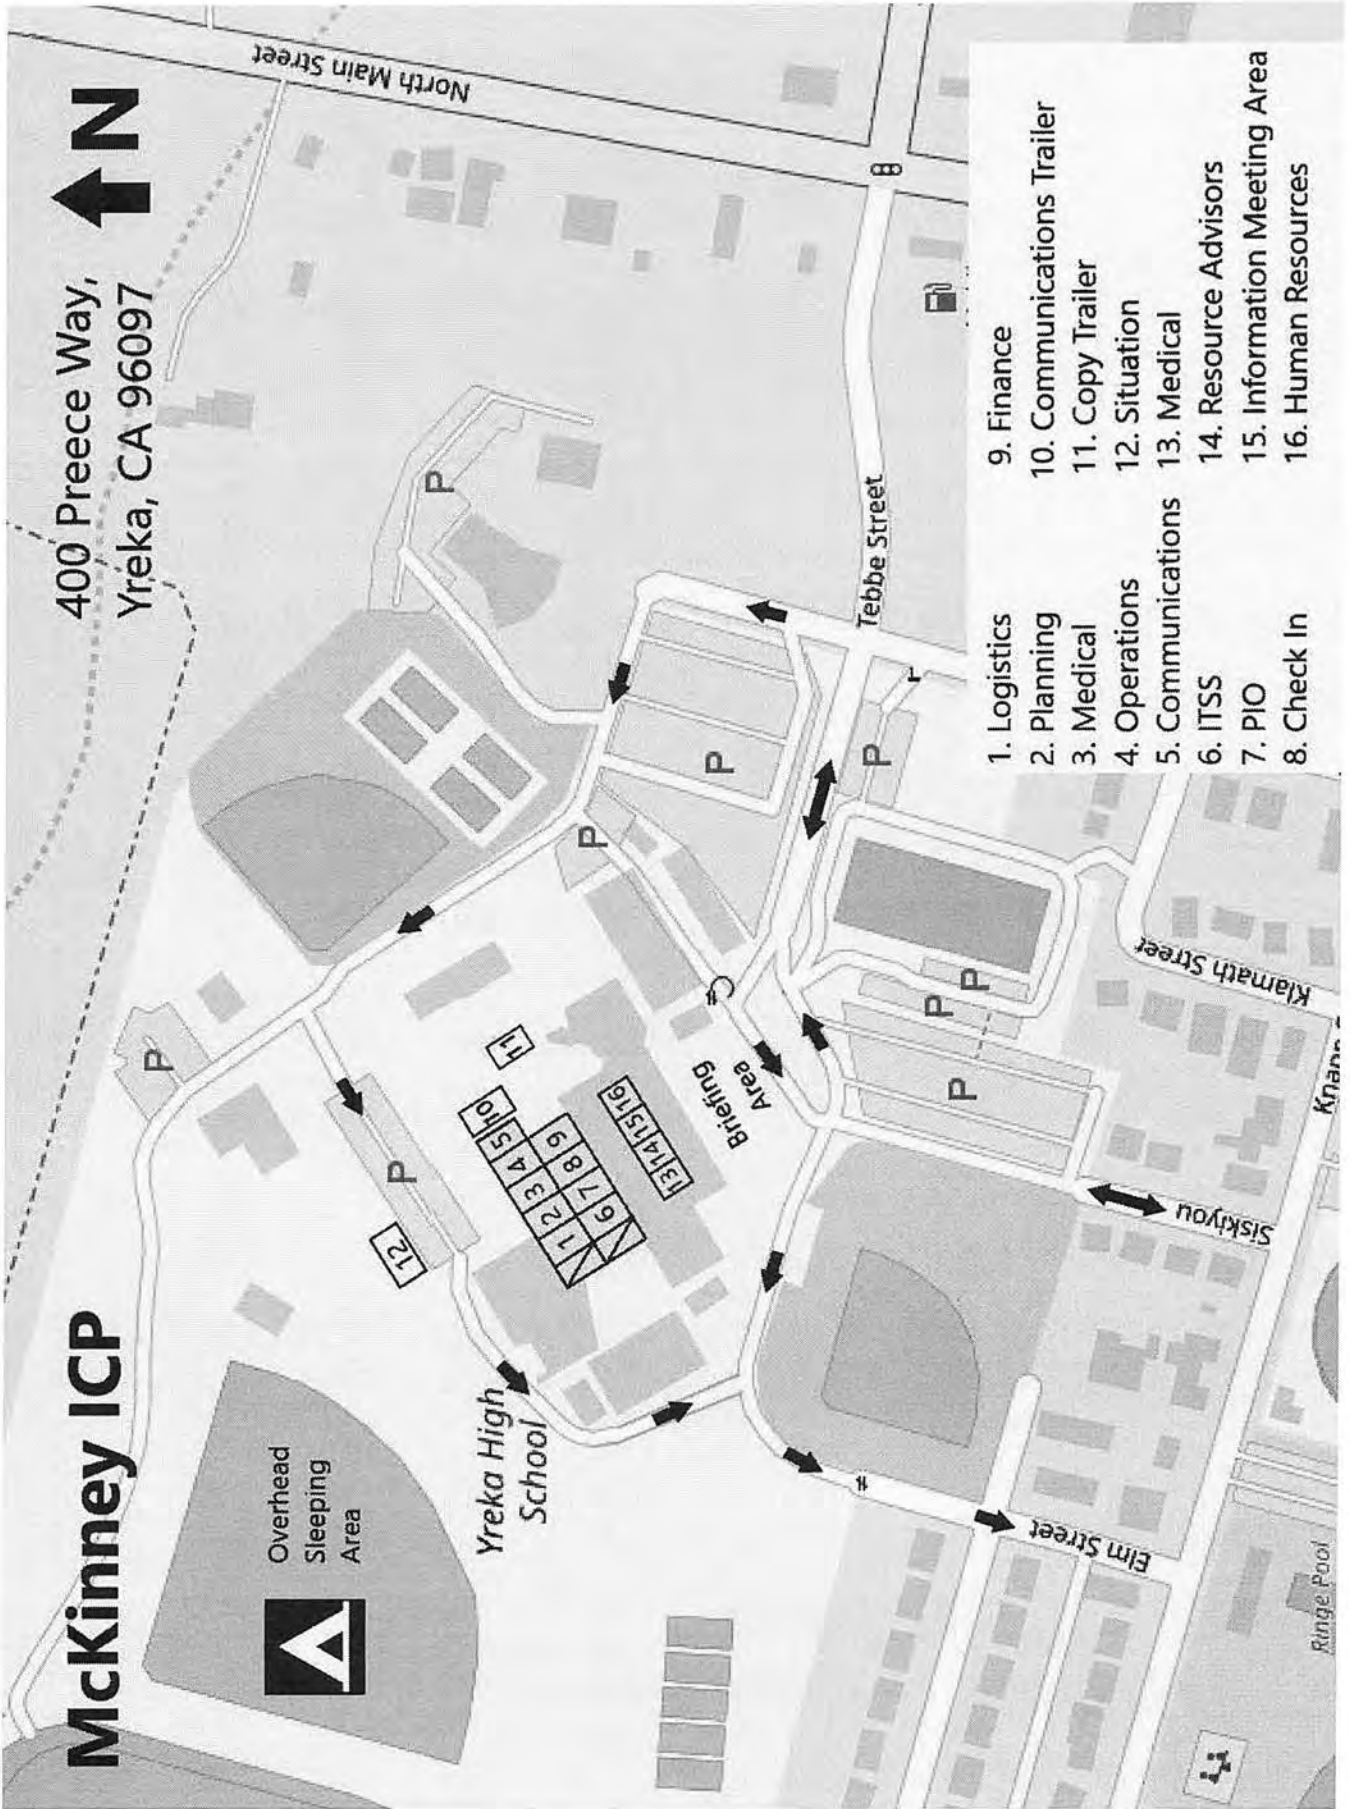 McKinney ICP
400 Preece Way,
Yreka, CA 96097
N
North Main Street
Overhead
Sleeping
Area
Yreka High
School
P
P
P
P
P
P
P
P
P
12
10
11
1 2 3 4 5
6 7 8 9
13 14 15 16
Briefing
Area
Tebbe Street
Klamath Street
Siskiyou
Elm Street
Ringe Pool
1. Logistics
2. Planning
3. Medical
4. Operations
5. Communications
6. ITSS
7. PIO
8. Check In
9. Finance
10. Communications Trailer
11. Copy Trailer
12. Situation
13. Medical
14. Resource Advisors
15. Information Meeting Area
16. Human Resources